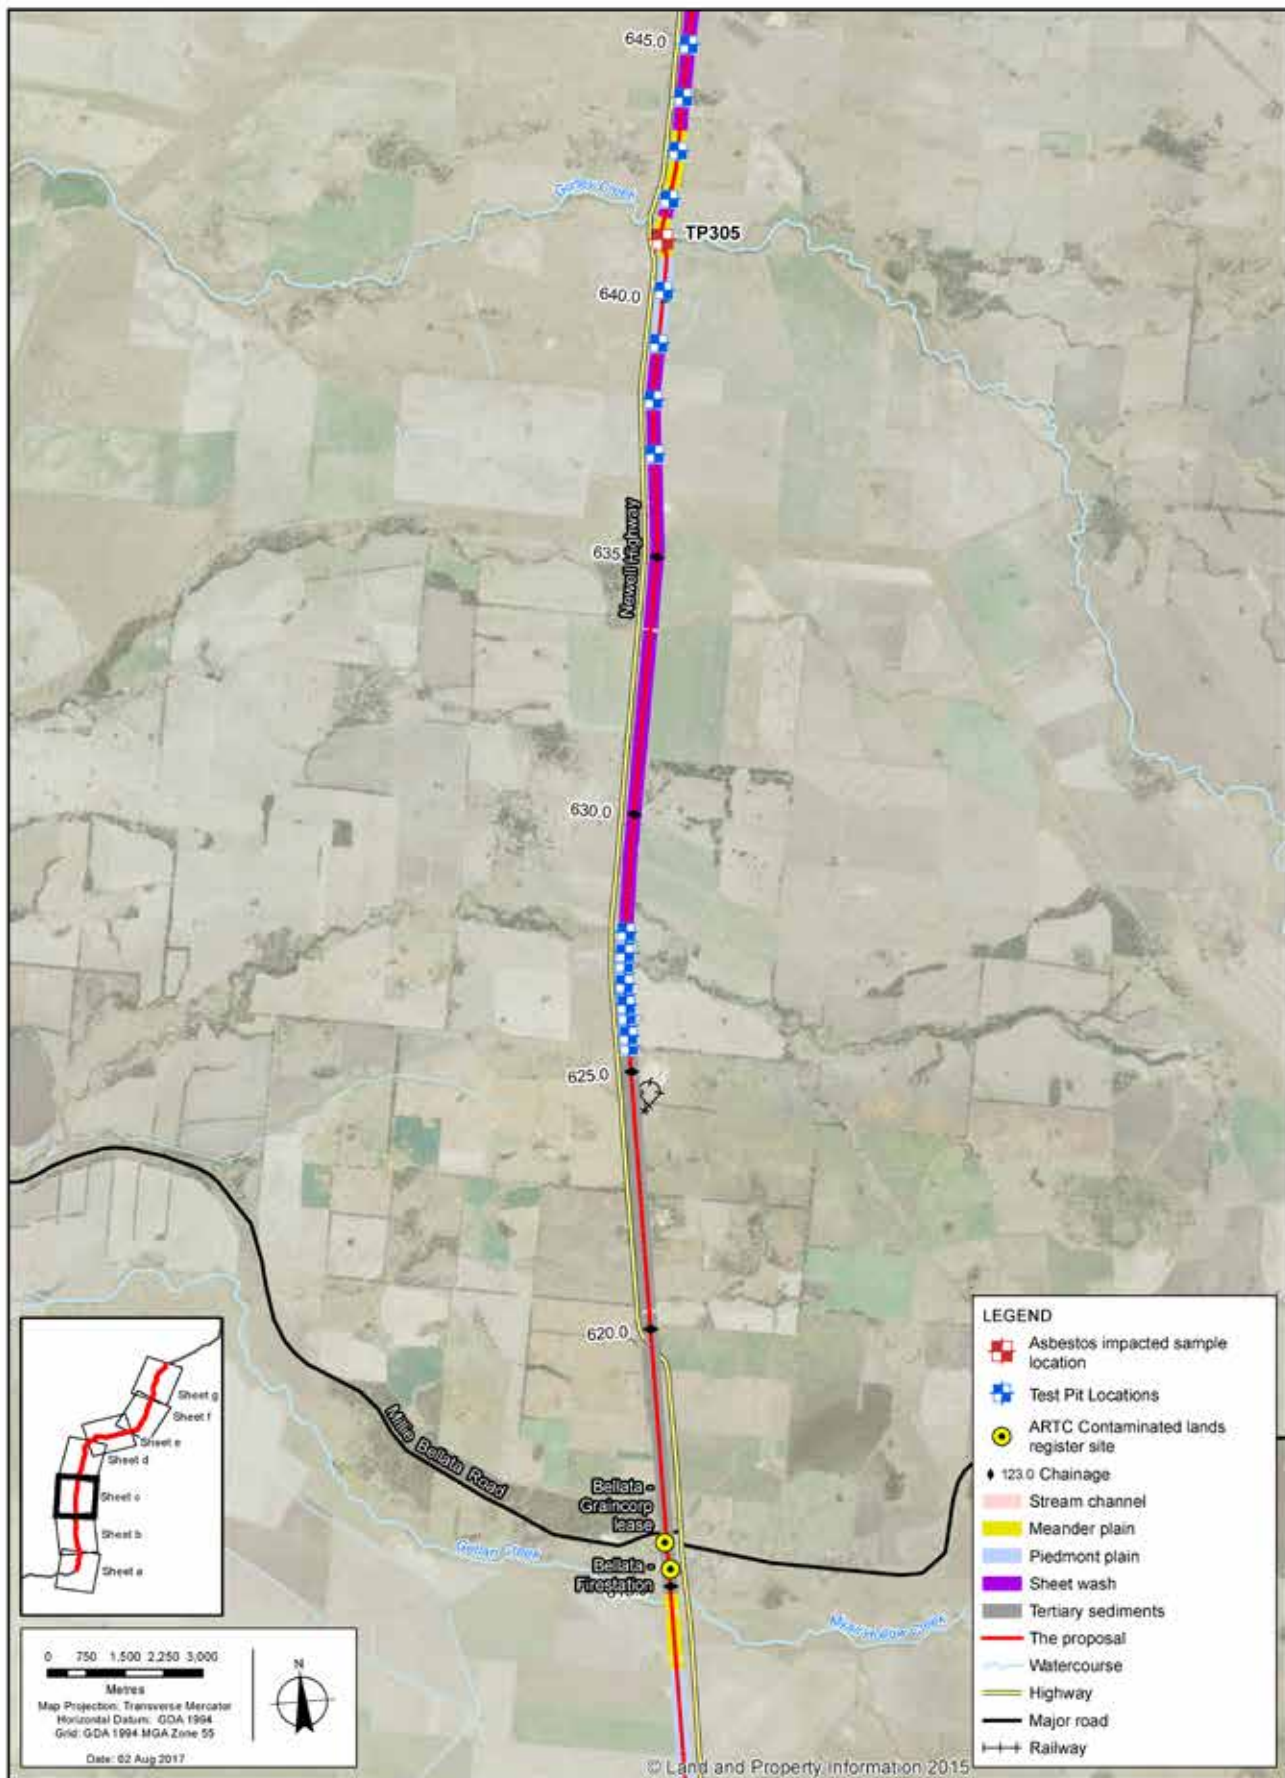 645.0
Gurley Creek
TP305
640.0
Newell Highway
635.
630.0
625.0
620.0
Millie Bellata Road
Bellata -
Graincorp
lease
Gehan Creek
Bellata -
Firestation
Creek
Sheet g
Sheet f
Sheet e
Sheet d
Sheet c
Sheet b
Sheet a
0 750 1,500 2,250 3,000
Metres
Map Projection: Transverse Mercator
Horizontal Datum: GDA 1994
Grid: GDA 1994 MGA Zone 55
Date: 02 Aug 2017
N
LEGEND
Asbestos impacted sample
location
Test Pit Locations
ARTC Contaminated lands
register site
123.0 Chainage
Stream channel
Meander plain
Piedmont plain
Sheet wash
Tertiary sediments
The proposal
Watercourse
Highway
Major road
Railway
© Land and Property Information 2015